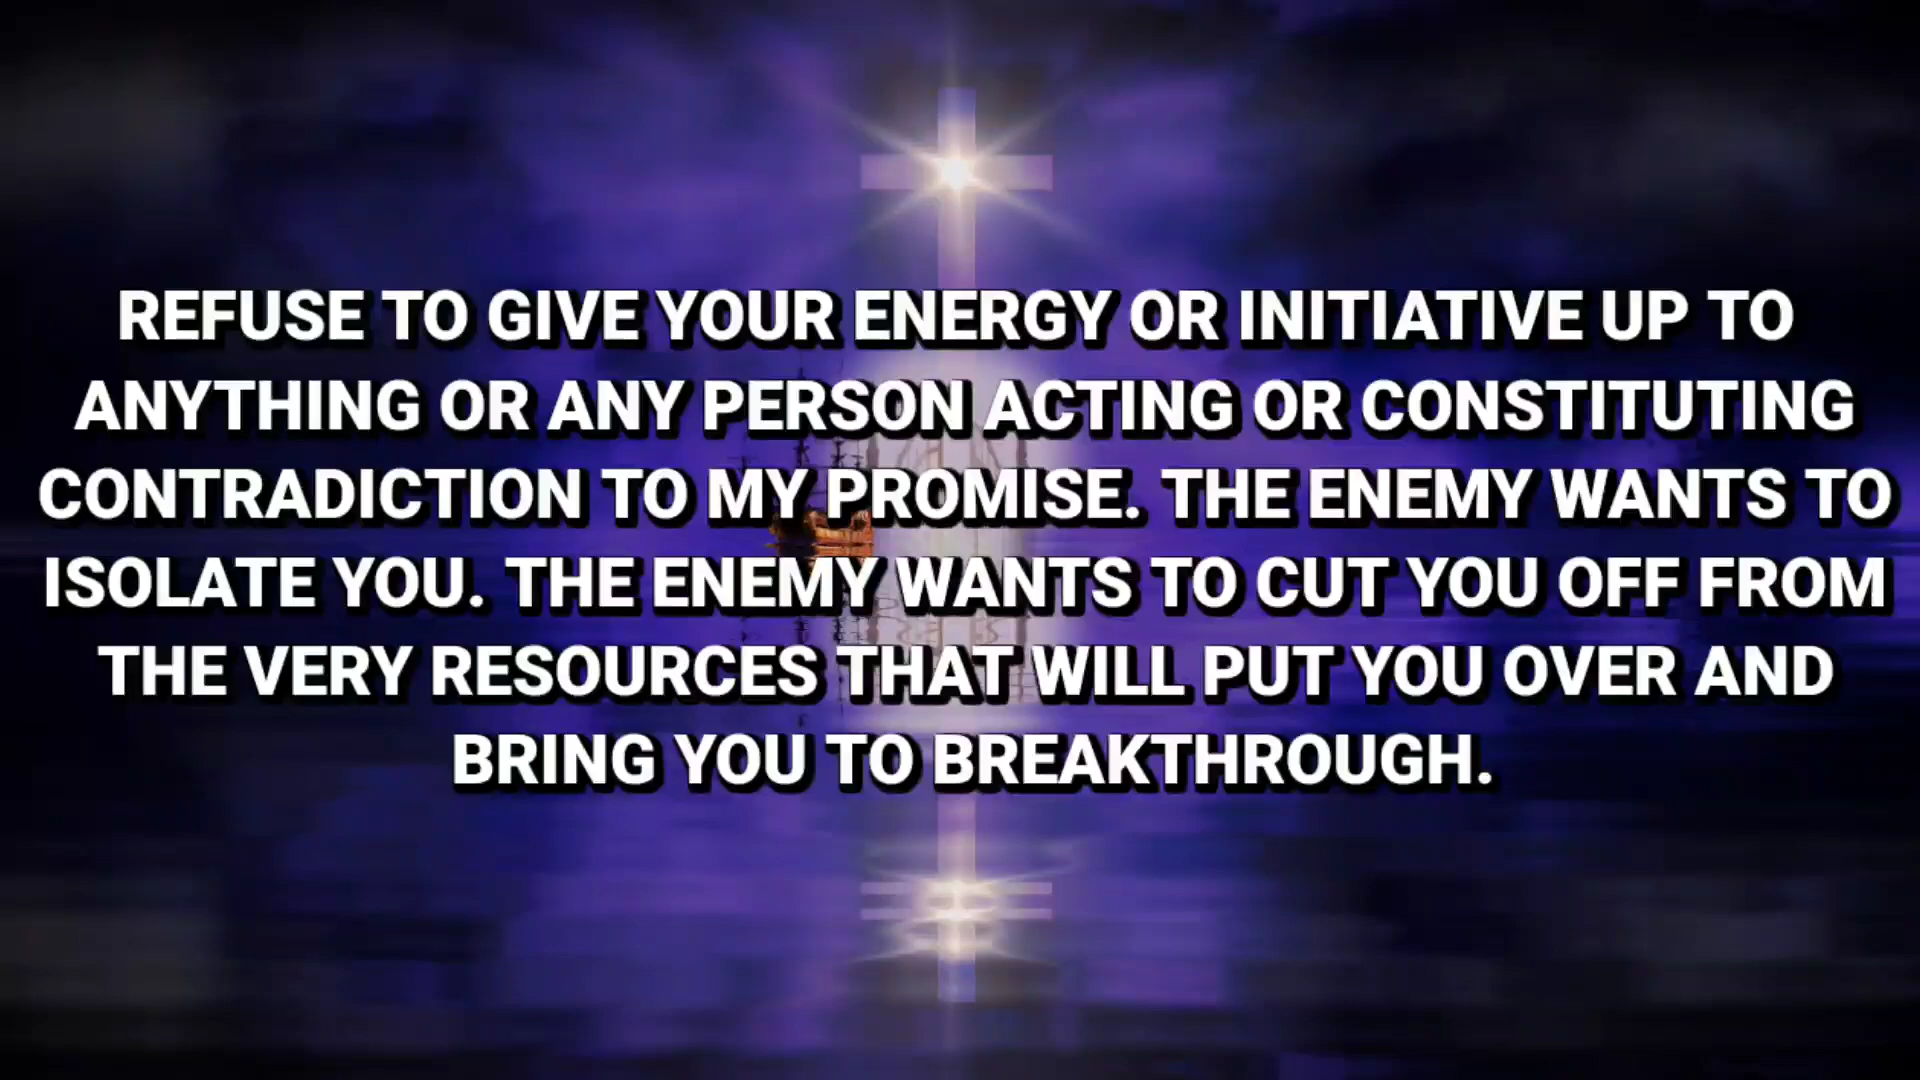 REFUSE TO GIVE YOUR ENERGY OR INITIATIVE UP TO
ANYTHING OR ANY PERSON ACTING OR CONSTITUTING
CONTRADICTION TO MY PROMISE. THE ENEMY WANTS TO
ISOLATE YOU. THE ENEMY WANTS TO CUT YOU OFF FROM
THE VERY RESOURCES THAT WILL PUT YOU OVER AND
BRING YOU TO BREAKTHROUGH.